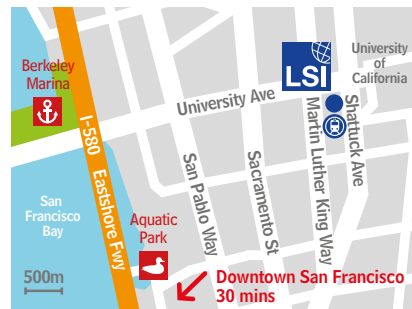 Berkeley
Marina
LSI
University
of
California
University Ave
I-580 Eastshore Fwy
San Pablo Way
Sacramento St
Martin Luther King Way
Shattuck Ave
San
Francisco
Bay
Aquatic
Park
500m
Downtown San Francisco
30 mins